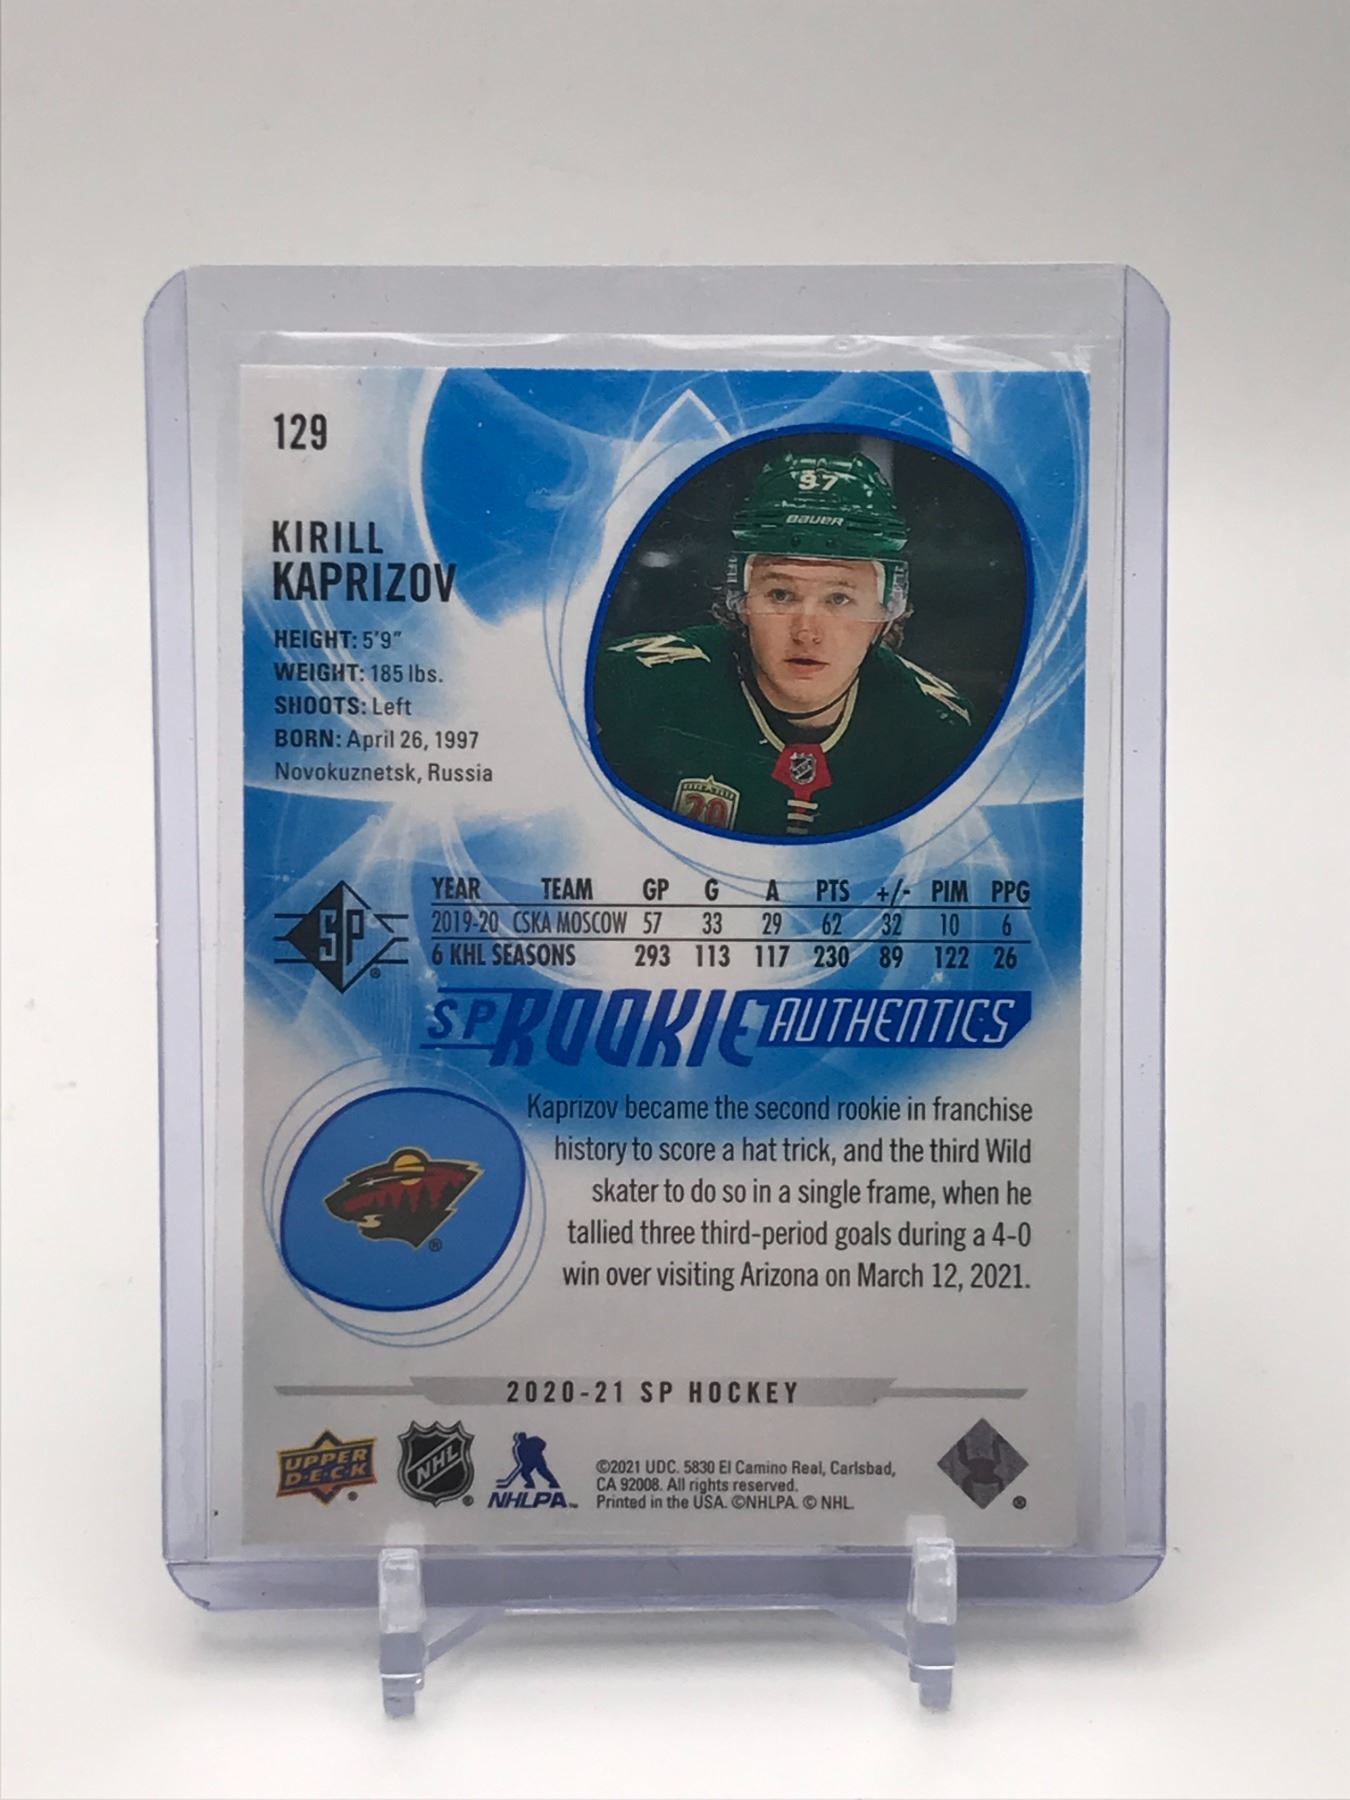 129
KIRILL
KAPRIZOV
HEIGHT: 5'9"
WEIGHT: 185 lbs.
SHOOTS: Left
BORN: April 26, 1997
Novokuznetsk, Russia
97
BAUER
NHL
20
SP®
YEAR TEAM GP G A PTS +/- PIM PPG
2019-20 CSKA MOSCOW 57 33 29 62 32 10 6
6 KHL SEASONS 293 113 117 230 89 122 26
SP ROOKIE AUTHENTICS
Kaprizov became the second rookie in franchise
history to score a hat trick, and the third Wild
skater to do so in a single frame, when he
tallied three third-period goals during a 4-0
win over visiting Arizona on March 12, 2021.
®
2020-21 SP HOCKEY
UPPER
D·E·C·K®
NHL®
NHLPA™
©2021 UDC. 5830 El Camino Real, Carlsbad,
CA 92008. All rights reserved.
Printed in the USA. ©NHLPA. © NHL.
®